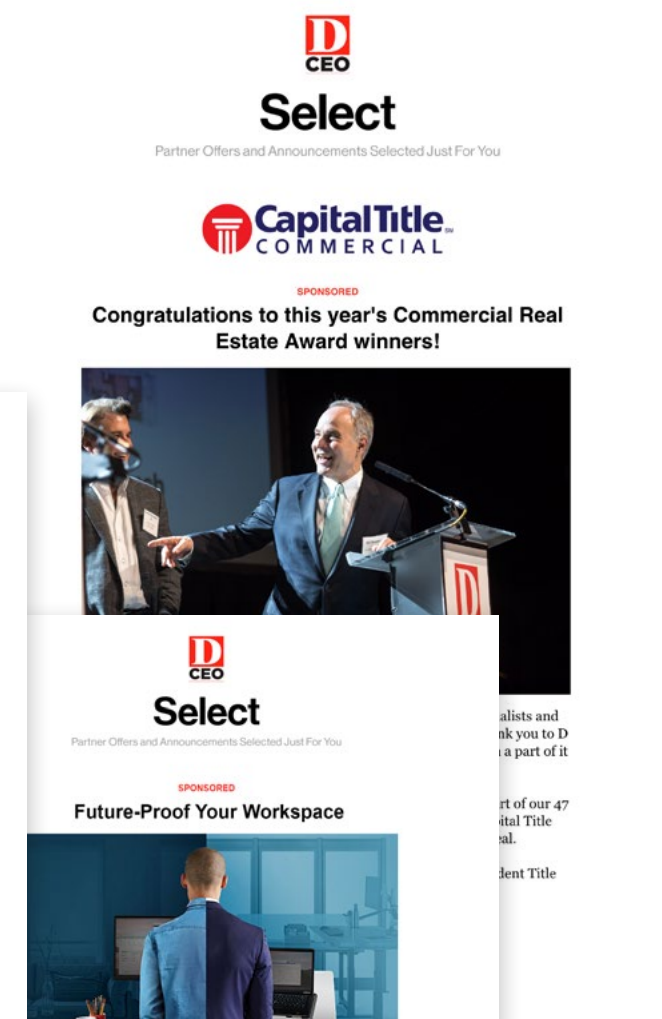 D
CEO
Select
Partner Offers and Announcements Selected Just For You
CapitalTitle
COMMERCIAL
SPONSORED
Congratulations to this year's Commercial Real
Estate Award winners!
D
alists and
nk you to D
a part of it
rt of our 47
ital Title
eal.
dent Title
D
CEO
Select
Partner Offers and Announcements Selected Just For You
SPONSORED
Future-Proof Your Workspace